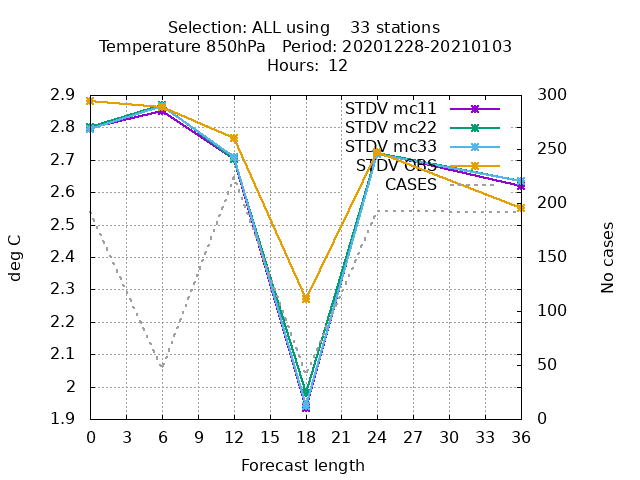 Selection: ALL using    33 stations
Temperature 850hPa   Period: 20201228-20210103
Hours:  12
STDV mc11
STDV mc22
STDV mc33
STDV OBS
CASES
2.9
2.8
2.7
2.6
2.5
2.4
2.3
2.2
2.1
2
1.9
300
250
200
150
100
50
0
deg C
No cases
0 3 6 9 12 15 18 21 24 27 30 33 36
Forecast length